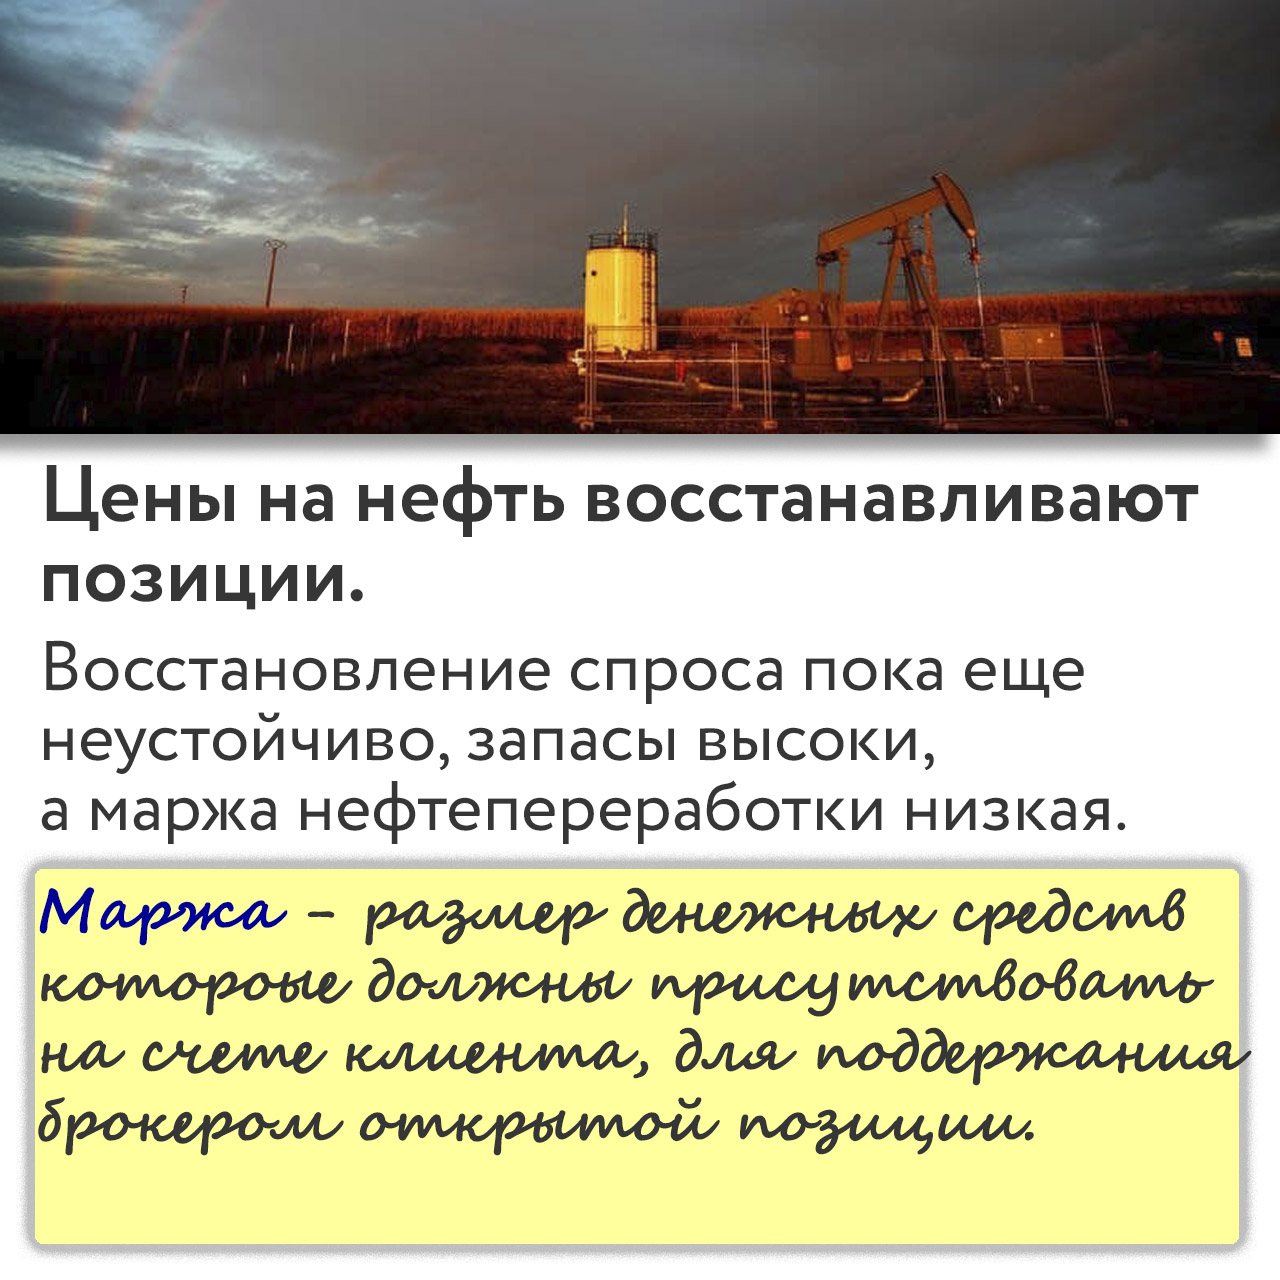 Цены на нефть восстанавливают
позиции.
Восстановление спроса пока еще
неустойчиво, запасы высоки,
а маржа нефтепереработки низкая.
Маржа - размер денежных средств
котороые должны присутствовать
на счете клиента, для поддержания
брокером открытой позиции.